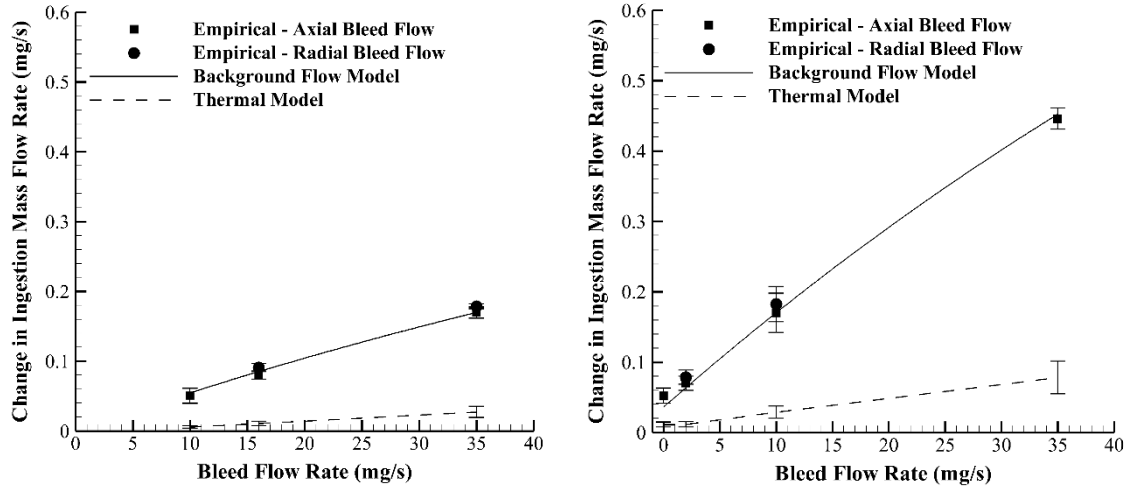 0.6
0.5
0.4
0.3
0.2
0.1
0
Change in Ingestion Mass Flow Rate (mg/s)
Empirical - Axial Bleed Flow
Empirical - Radial Bleed Flow
Background Flow Model
Thermal Model
0 5 10 15 20 25 30 35 40
Bleed Flow Rate (mg/s)
0.6
0.5
0.4
0.3
0.2
0.1
0
Change in Ingestion Mass Flow Rate (mg/s)
Empirical - Axial Bleed Flow
Empirical - Radial Bleed Flow
Background Flow Model
Thermal Model
0 5 10 15 20 25 30 35 40
Bleed Flow Rate (mg/s)